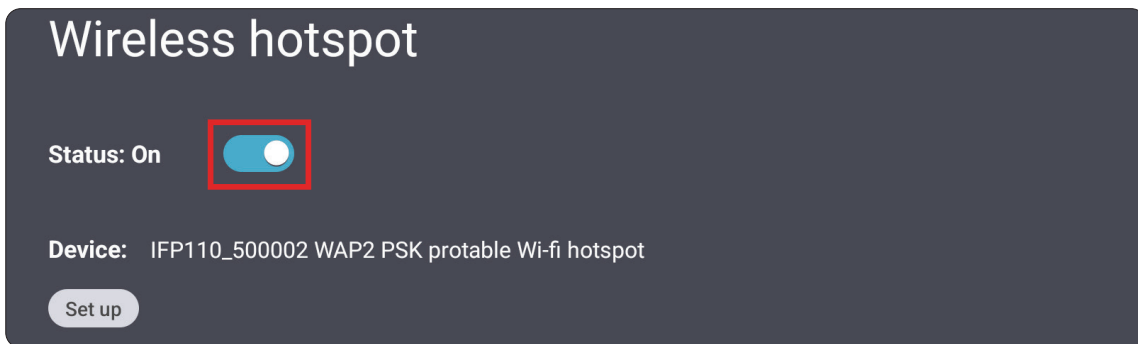 Wireless hotspot
Status: On
Device: IFP110_500002 WAP2 PSK protable Wi-fi hotspot
Set up